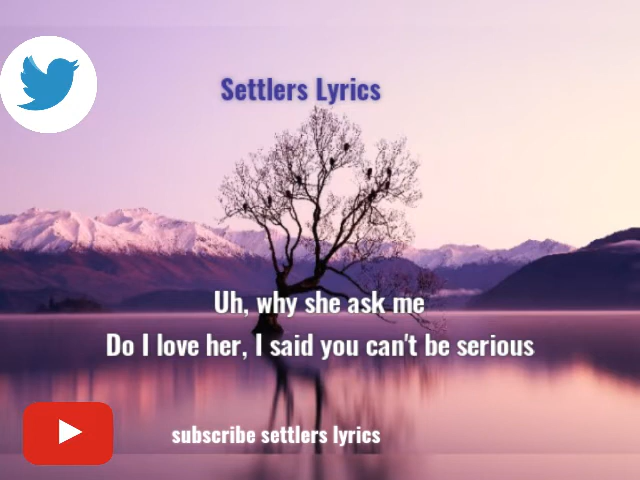 Settlers Lyrics
Uh, why she ask me
Do I love her, I said you can't be serious
subscribe settlers lyrics